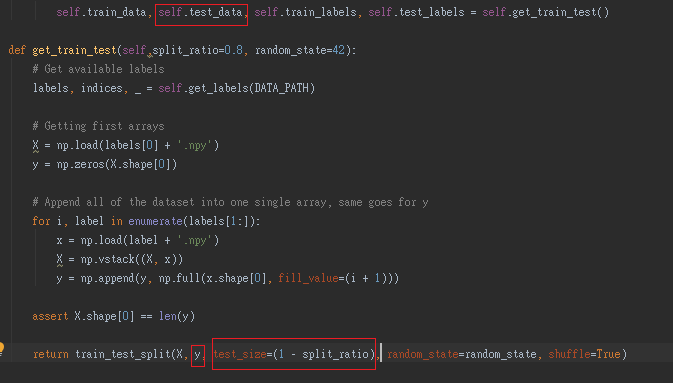 self.train_data, self.test_data, self.train_labels, self.test_labels = self.get_train_test()
def get_train_test(self,split_ratio=0.8, random_state=42):
# Get available labels
labels, indices, _ = self.get_labels(DATA_PATH)
# Getting first arrays
X = np.load(labels[0] + '.npy')
y = np.zeros(X.shape[0])
# Append all of the dataset into one single array, same goes for y
for i, label in enumerate(labels[1:]):
x = np.load(label + '.npy')
X = np.vstack((X, x))
y = np.append(y, np.full(x.shape[0], fill_value=(i + 1)))
assert X.shape[0] == len(y)
return train_test_split(X, y, test_size=(1 - split_ratio), random_state=random_state, shuffle=True)